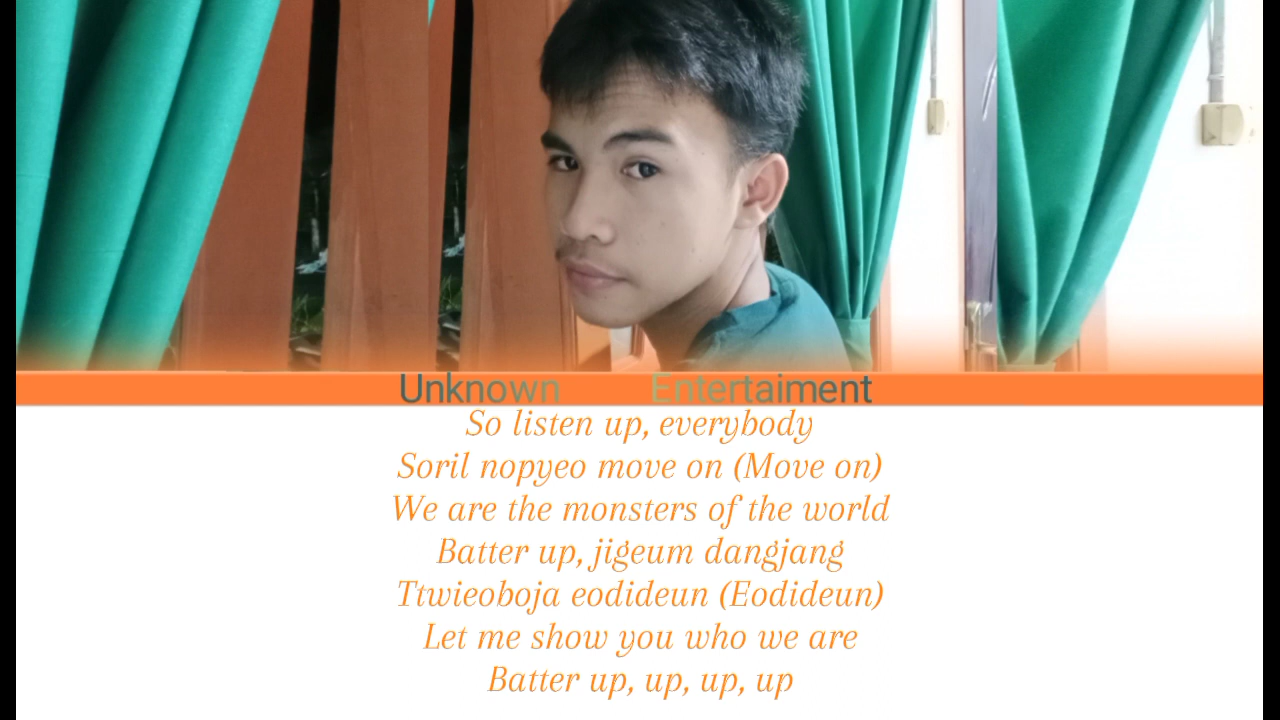 Unknown Entertaiment
So listen up, everybody
Soril nopyeo move on (Move on)
We are the monsters of the world
Batter up, jigeum dangjang
Ttwieoboja eodideun (Eodideun)
Let me show you who we are
Batter up, up, up, up